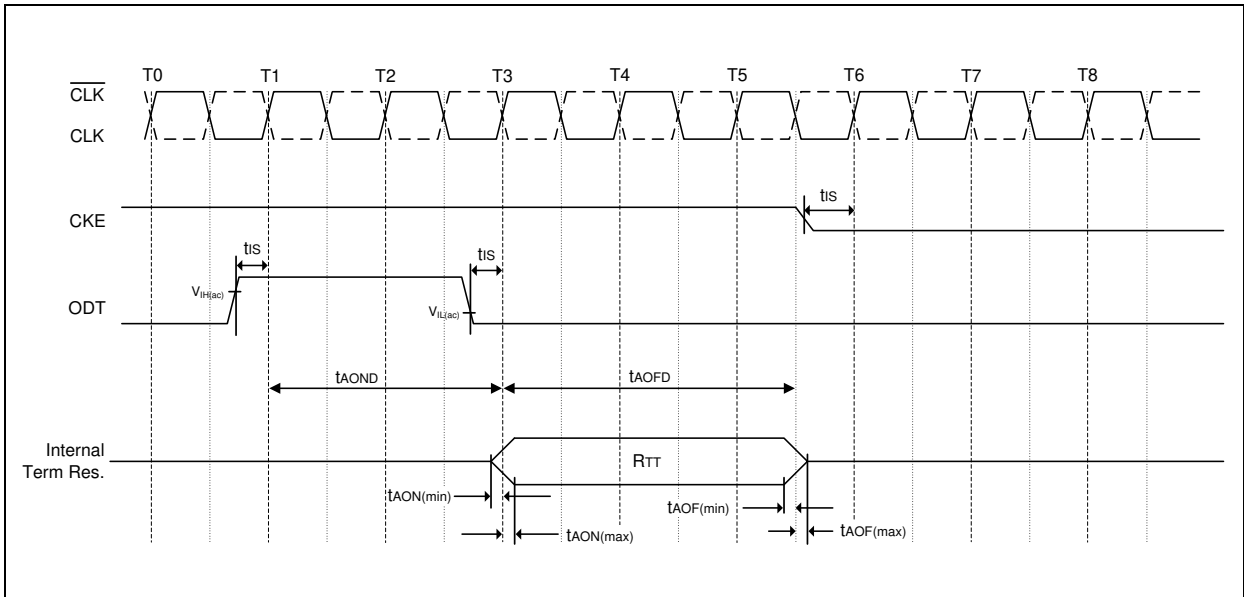 T0 T1 T2 T3 T4 T5 T6 T7 T8
CLK
CLK
tIS
CKE
tIS tIS
VIH(ac)
ODT
VIL(ac)
tAOND tAOFD
Internal
Term Res.
RTT
tAON(min) tAOF(min)
tAON(max) tAOF(max)